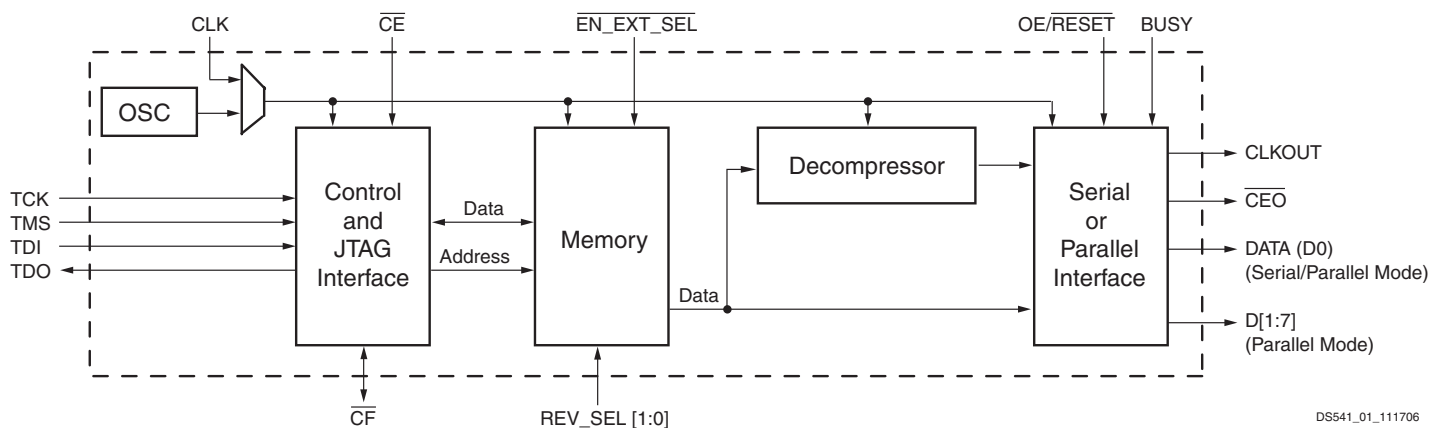 CLK
CE
EN_EXT_SEL
OE/RESET
BUSY
OSC
TCK
TMS
TDI
TDO
Control
and
JTAG
Interface
Data
Address
Memory
Data
Decompressor
Serial
or
Parallel
Interface
CLKOUT
CEO
DATA (D0)
(Serial/Parallel Mode)
D[1:7]
(Parallel Mode)
CF
REV_SEL [1:0]
DS541_01_111706